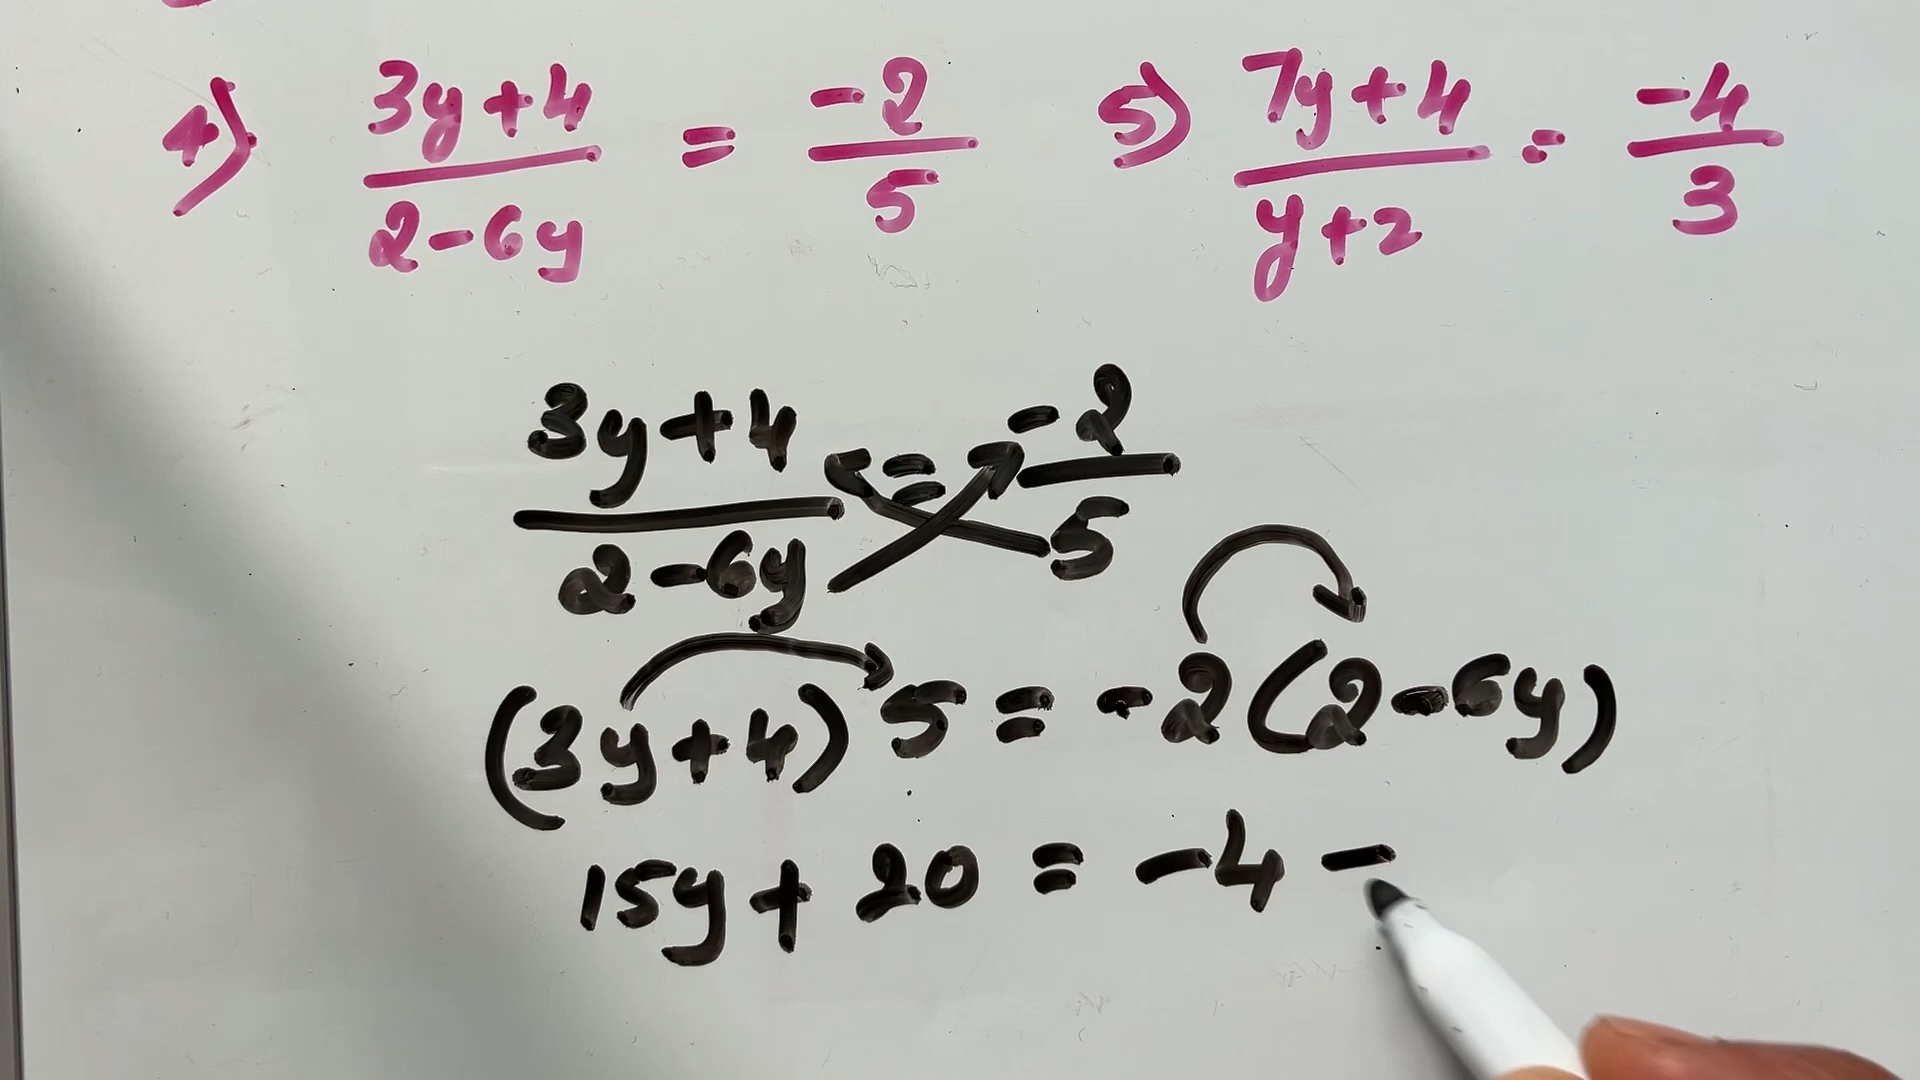 4) 3y+4 / 2-6y = -2 / 5
5) 7y+4 / y+2 = -4 / 3
3y+4 / 2-6y = -2 / 5
(3y+4) 5 = -2 (2-6y)
15y + 20 = -4 -